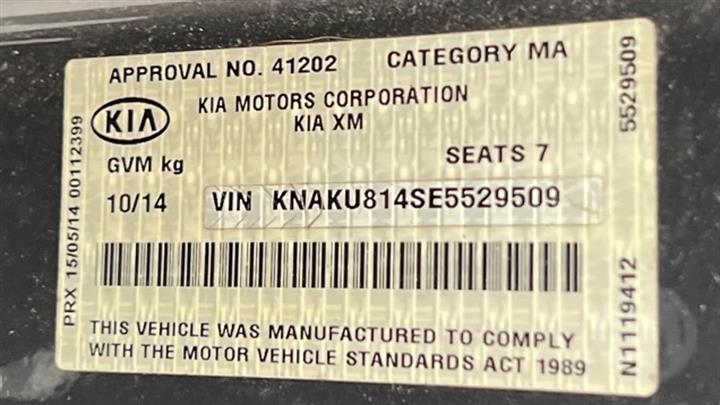 APPROVAL NO. 41202 CATEGORY MA
KIA
KIA MOTORS CORPORATION
KIA XM
GVM kg SEATS 7
10/14 VIN KNAKU814SE5529509
THIS VEHICLE WAS MANUFACTURED TO COMPLY
WITH THE MOTOR VEHICLE STANDARDS ACT 1989
PRX 15/05/14 00112399
5529509
N1119412